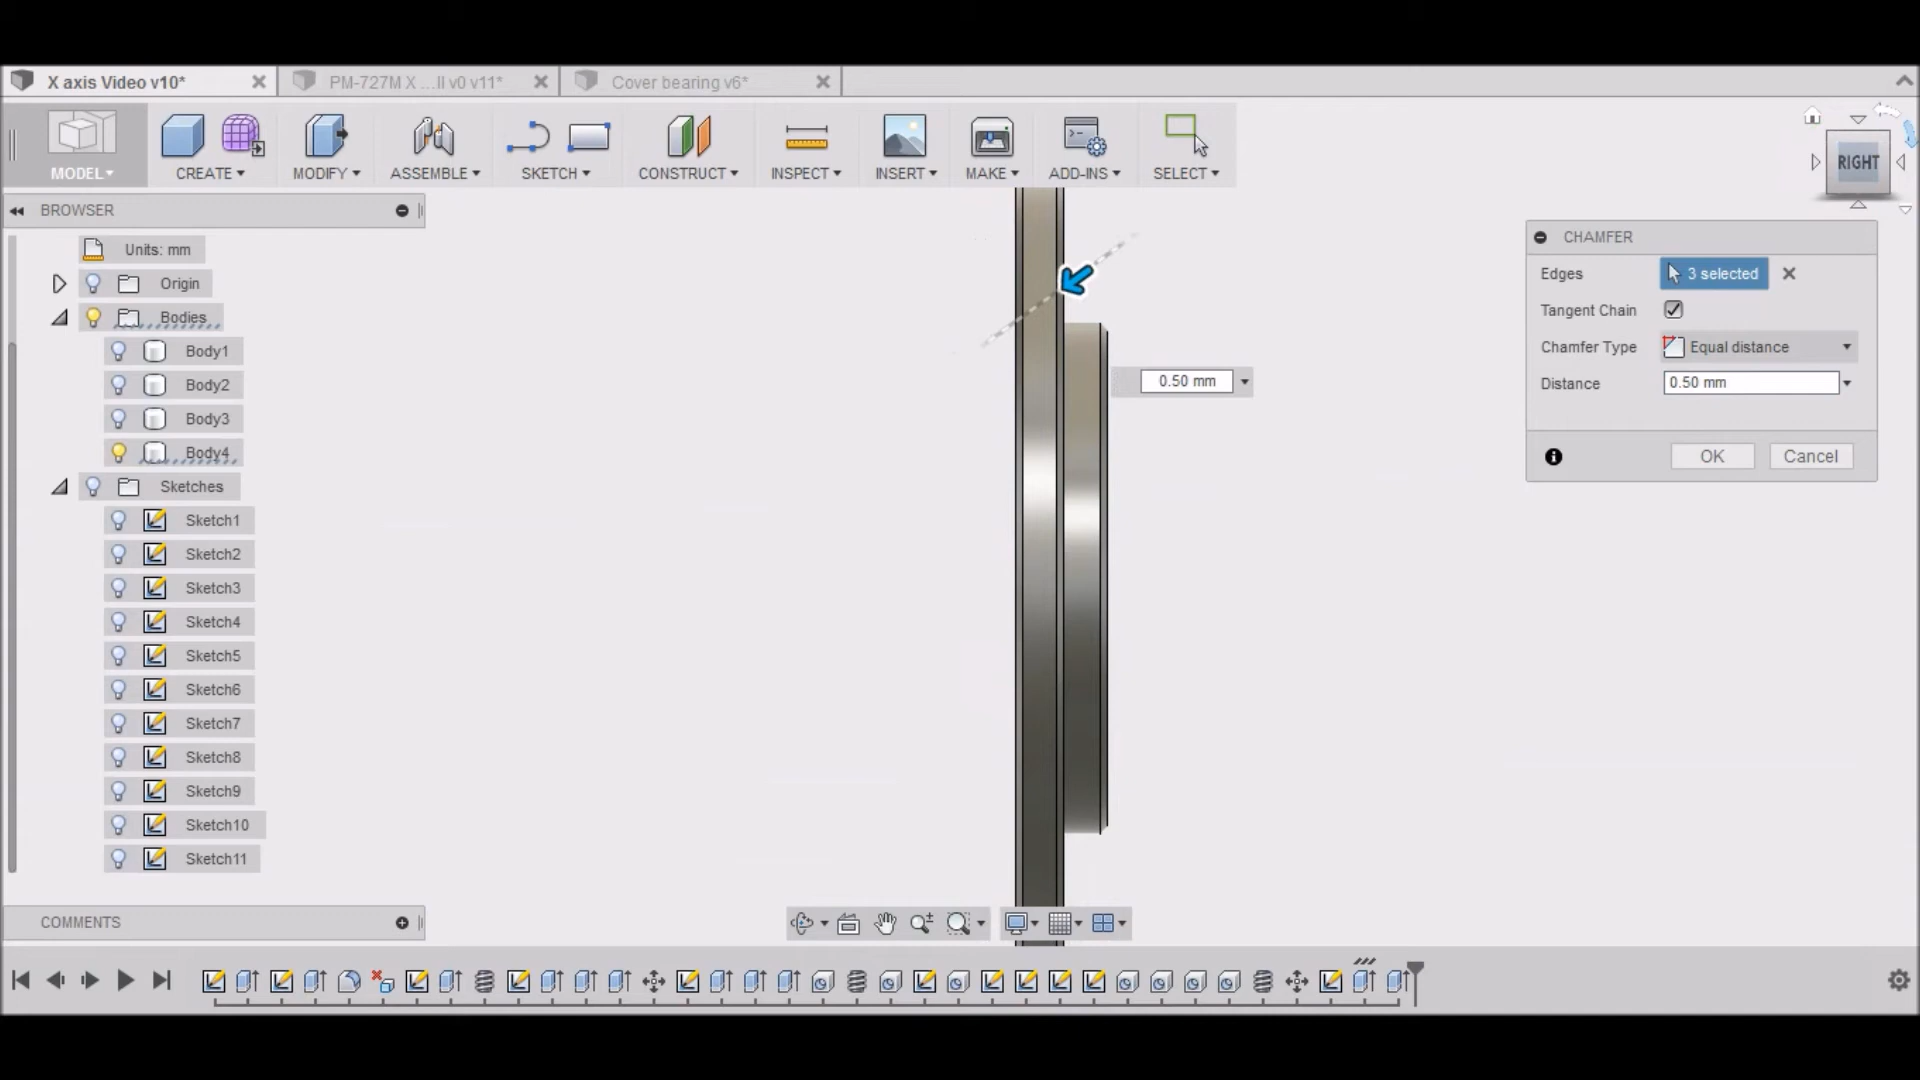 X axis Video v10*
PM-727M X ...ll v0 v11*
Cover bearing v6*
MODEL
CREATE
MODIFY
ASSEMBLE
SKETCH
CONSTRUCT
INSPECT
INSERT
MAKE
ADD-INS
SELECT
RIGHT
BROWSER
Units: mm
Origin
Bodies
Body1
Body2
Body3
Body4
Sketches
Sketch1
Sketch2
Sketch3
Sketch4
Sketch5
Sketch6
Sketch7
Sketch8
Sketch9
Sketch10
Sketch11
0.50 mm
CHAMFER
Edges
3 selected
Tangent Chain
Chamfer Type
Equal distance
Distance
0.50 mm
OK
Cancel
COMMENTS